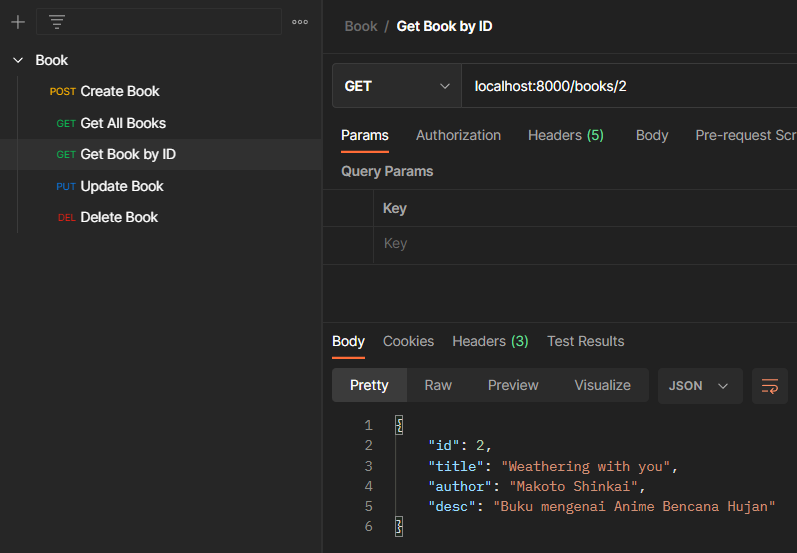 Book
POST Create Book
GET Get All Books
GET Get Book by ID
PUT Update Book
DEL Delete Book
Book / Get Book by ID
GET localhost:8000/books/2
Params Authorization Headers (5) Body Pre-request Scr
Query Params
Key
Key
Body Cookies Headers (3) Test Results
Pretty Raw Preview Visualize JSON
1 {
2 "id": 2,
3 "title": "Weathering with you",
4 "author": "Makoto Shinkai",
5 "desc": "Buku mengenai Anime Bencana Hujan"
6 }